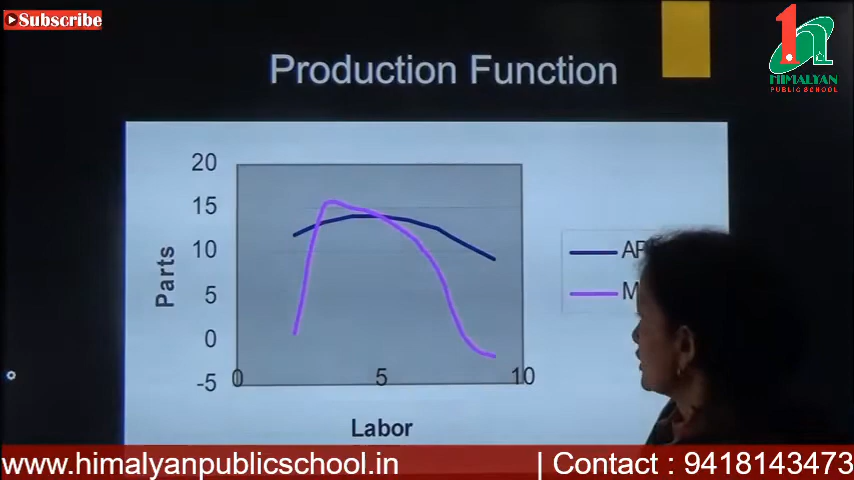 Subscribe
HIMALYAN
PUBLIC SCHOOL
Production Function
20
15
10
5
0
-5
0
5
10
Parts
Labor
www.himalyanpublicschool.in
| Contact : 9418143473